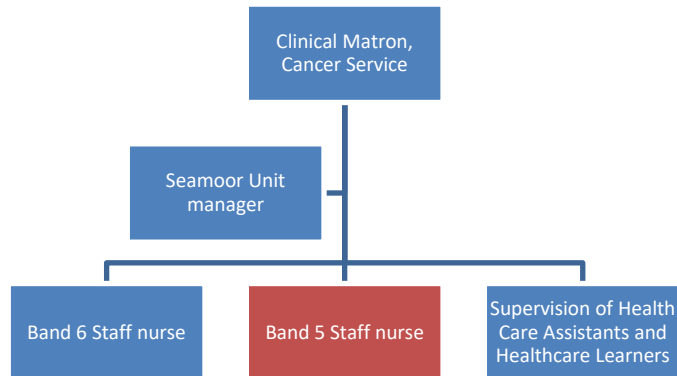 Clinical Matron,
Cancer Service
Seamoor Unit
manager
Band 6 Staff nurse
Band 5 Staff nurse
Supervision of Health
Care Assistants and
Healthcare Learners